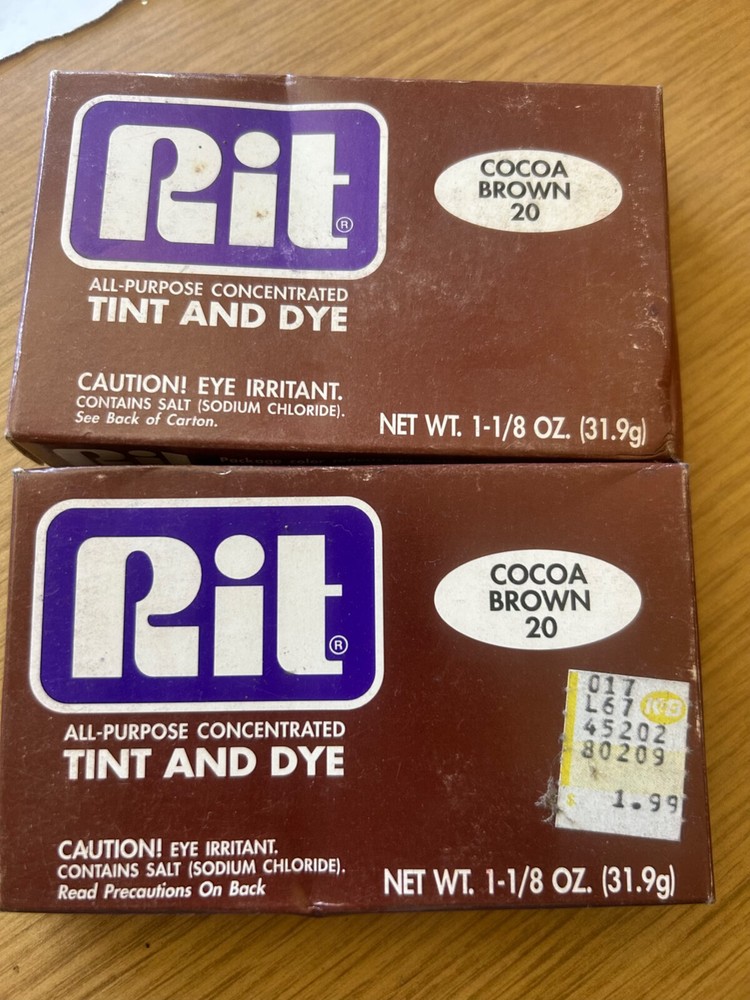 Rit®
COCOA
BROWN
20
ALL-PURPOSE CONCENTRATED
TINT AND DYE
CAUTION! EYE IRRITANT.
CONTAINS SALT (SODIUM CHLORIDE).
See Back of Carton.
NET WT. 1-1/8 OZ. (31.9g)
Rit
Package color
Rit®
COCOA
BROWN
20
ALL-PURPOSE CONCENTRATED
TINT AND DYE
017
L67
45202
80209
$ 1.99
CAUTION! EYE IRRITANT.
CONTAINS SALT (SODIUM CHLORIDE).
Read Precautions On Back
NET WT. 1-1/8 OZ. (31.9g)